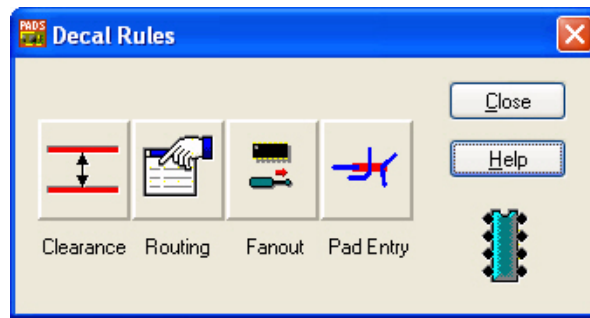 PADS
Decal Rules
Close
Help
Clearance Routing Fanout Pad Entry